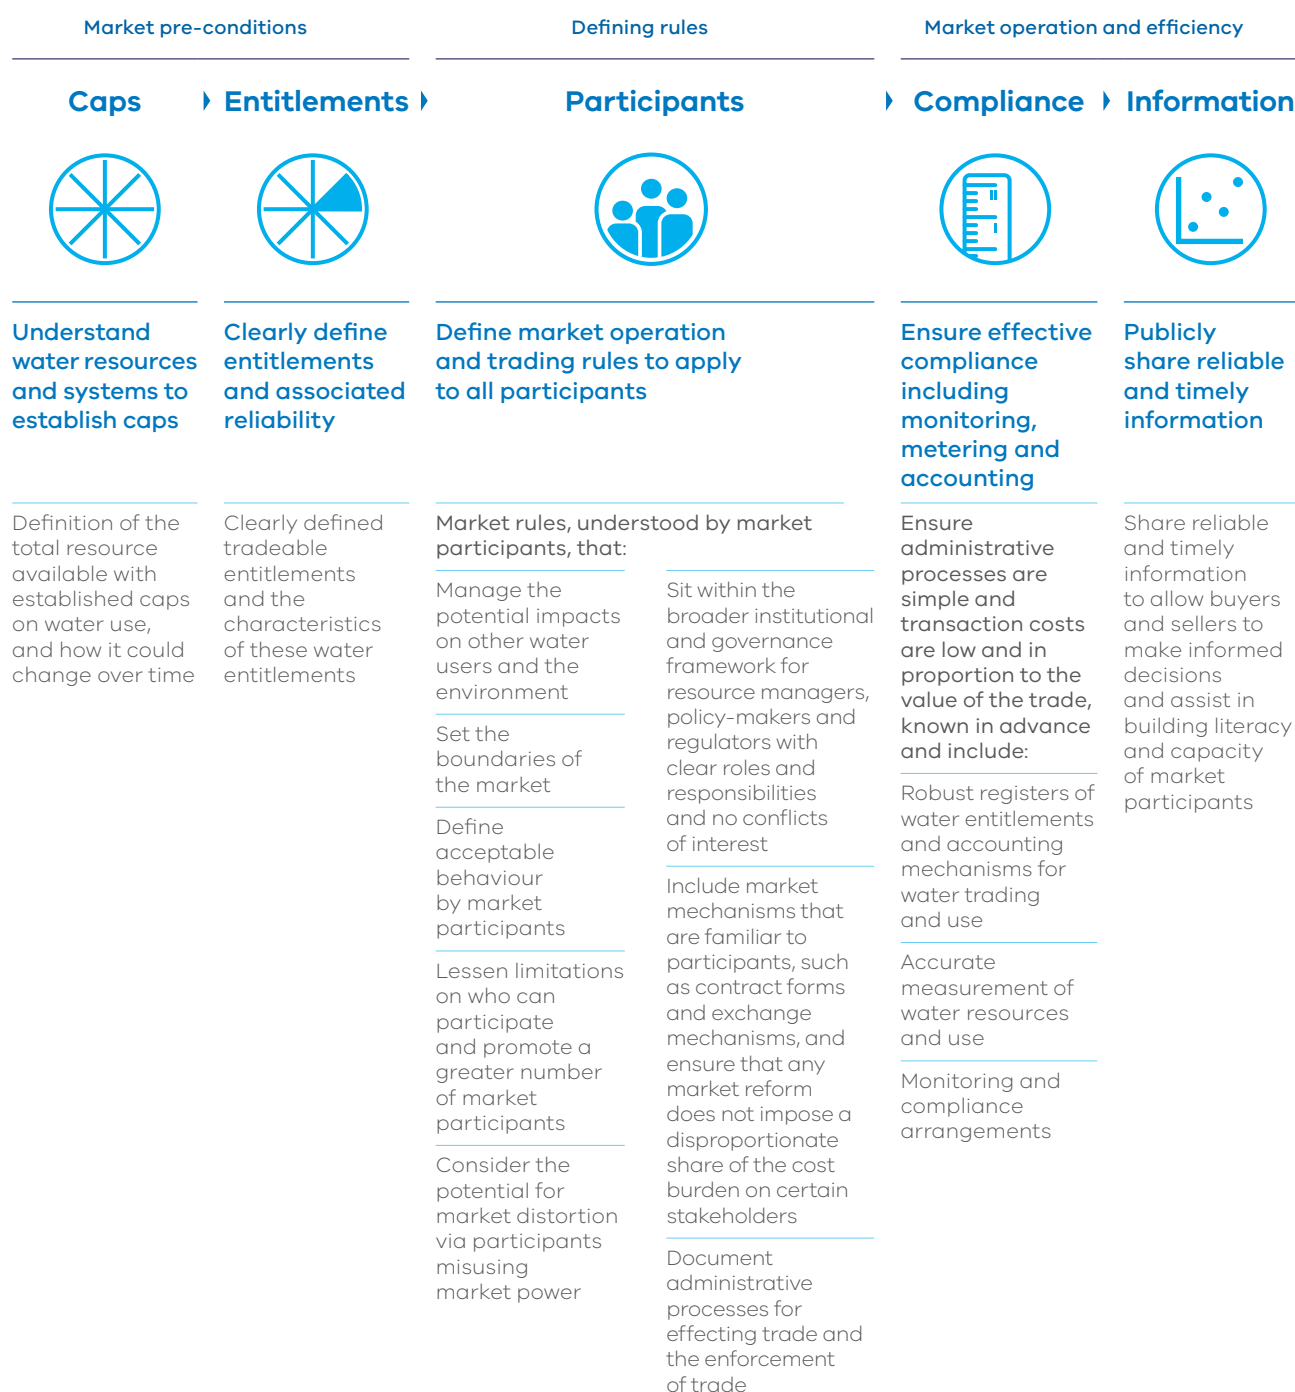 Market pre-conditions
Defining rules
Market operation and efficiency
Caps
Entitlements
Participants
Compliance
Information
Understand
water resources
and systems to
establish caps
Clearly define
entitlements
and associated
reliability
Define market operation
and trading rules to apply
to all participants
Ensure effective
compliance
including
monitoring,
metering and
accounting
Publicly
share reliable
and timely
information
Definition of the
total resource
available with
established caps
on water use,
and how it could
change over time
Clearly defined
tradeable
entitlements
and the
characteristics
of these water
entitlements
Market rules, understood by market
participants, that:
Manage the
potential impacts
on other water
users and the
environment
Set the
boundaries of
the market
Define
acceptable
behaviour
by market
participants
Lessen limitations
on who can
participate
and promote a
greater number
of market
participants
Consider the
potential for
market distortion
via participants
misusing
market power
Sit within the
broader institutional
and governance
framework for
resource managers,
policy-makers and
regulators with
clear roles and
responsibilities
and no conflicts
of interest
Include market
mechanisms that
are familiar to
participants, such
as contract forms
and exchange
mechanisms, and
ensure that any
market reform
does not impose a
disproportionate
share of the cost
burden on certain
stakeholders
Document
administrative
processes for
effecting trade and
the enforcement
of trade
Ensure
administrative
processes are
simple and
transaction costs
are low and in
proportion to the
value of the trade,
known in advance
and include:
Robust registers of
water entitlements
and accounting
mechanisms for
water trading
and use
Accurate
measurement of
water resources
and use
Monitoring and
compliance
arrangements
Share reliable
and timely
information
to allow buyers
and sellers to
make informed
decisions
and assist in
building literacy
and capacity
of market
participants